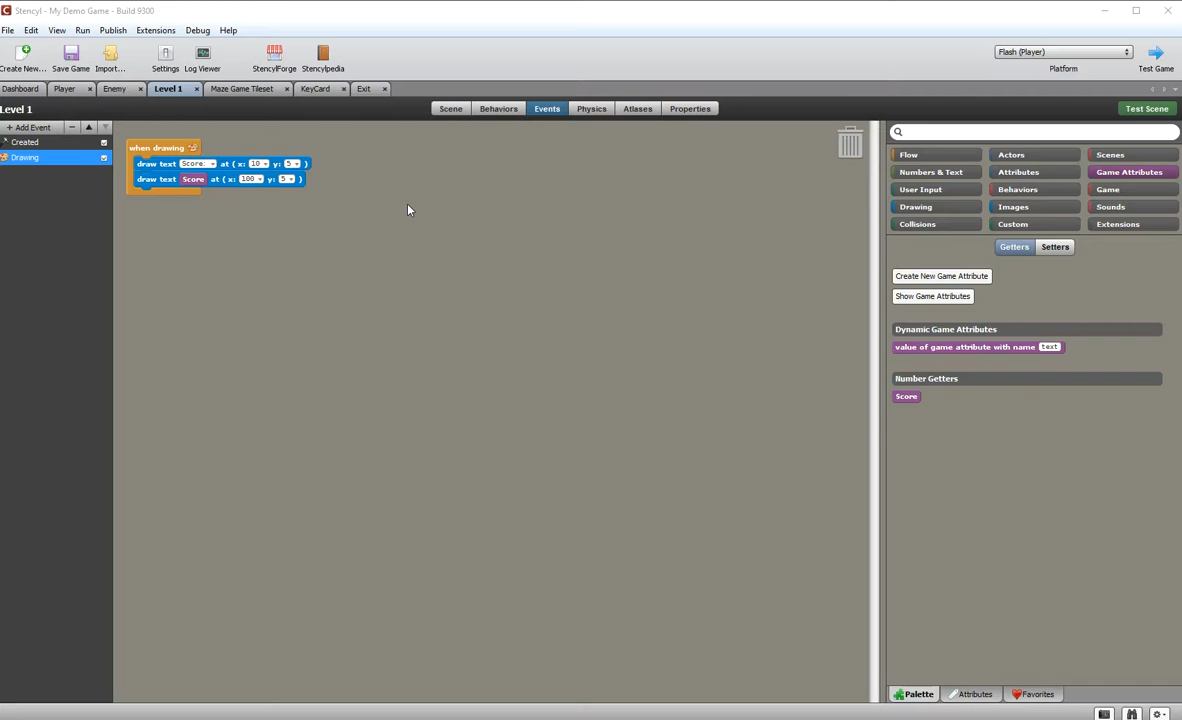 Stencyl - My Demo Game - Build 9300
File Edit View Run Publish Extensions Debug Help
Create New... Save Game Import... Settings Log Viewer StencylForge Stencylpedia Flash (Player) Platform Test Game
Dashboard Player Enemy Level 1 Maze Game Tileset KeyCard Exit
Level 1 Scene Behaviors Events Physics Atlases Properties Test Scene
+ Add Event
Created
Drawing
when drawing
draw text Score: at ( x: 10 y: 5 )
draw text Score at ( x: 100 y: 5 )
Flow Actors Scenes
Numbers & Text Attributes Game Attributes
User Input Behaviors Game
Drawing Images Sounds
Collisions Custom Extensions
Getters Setters
Create New Game Attribute
Show Game Attributes
Dynamic Game Attributes
value of game attribute with name text
Number Getters
Score
Palette Attributes Favorites